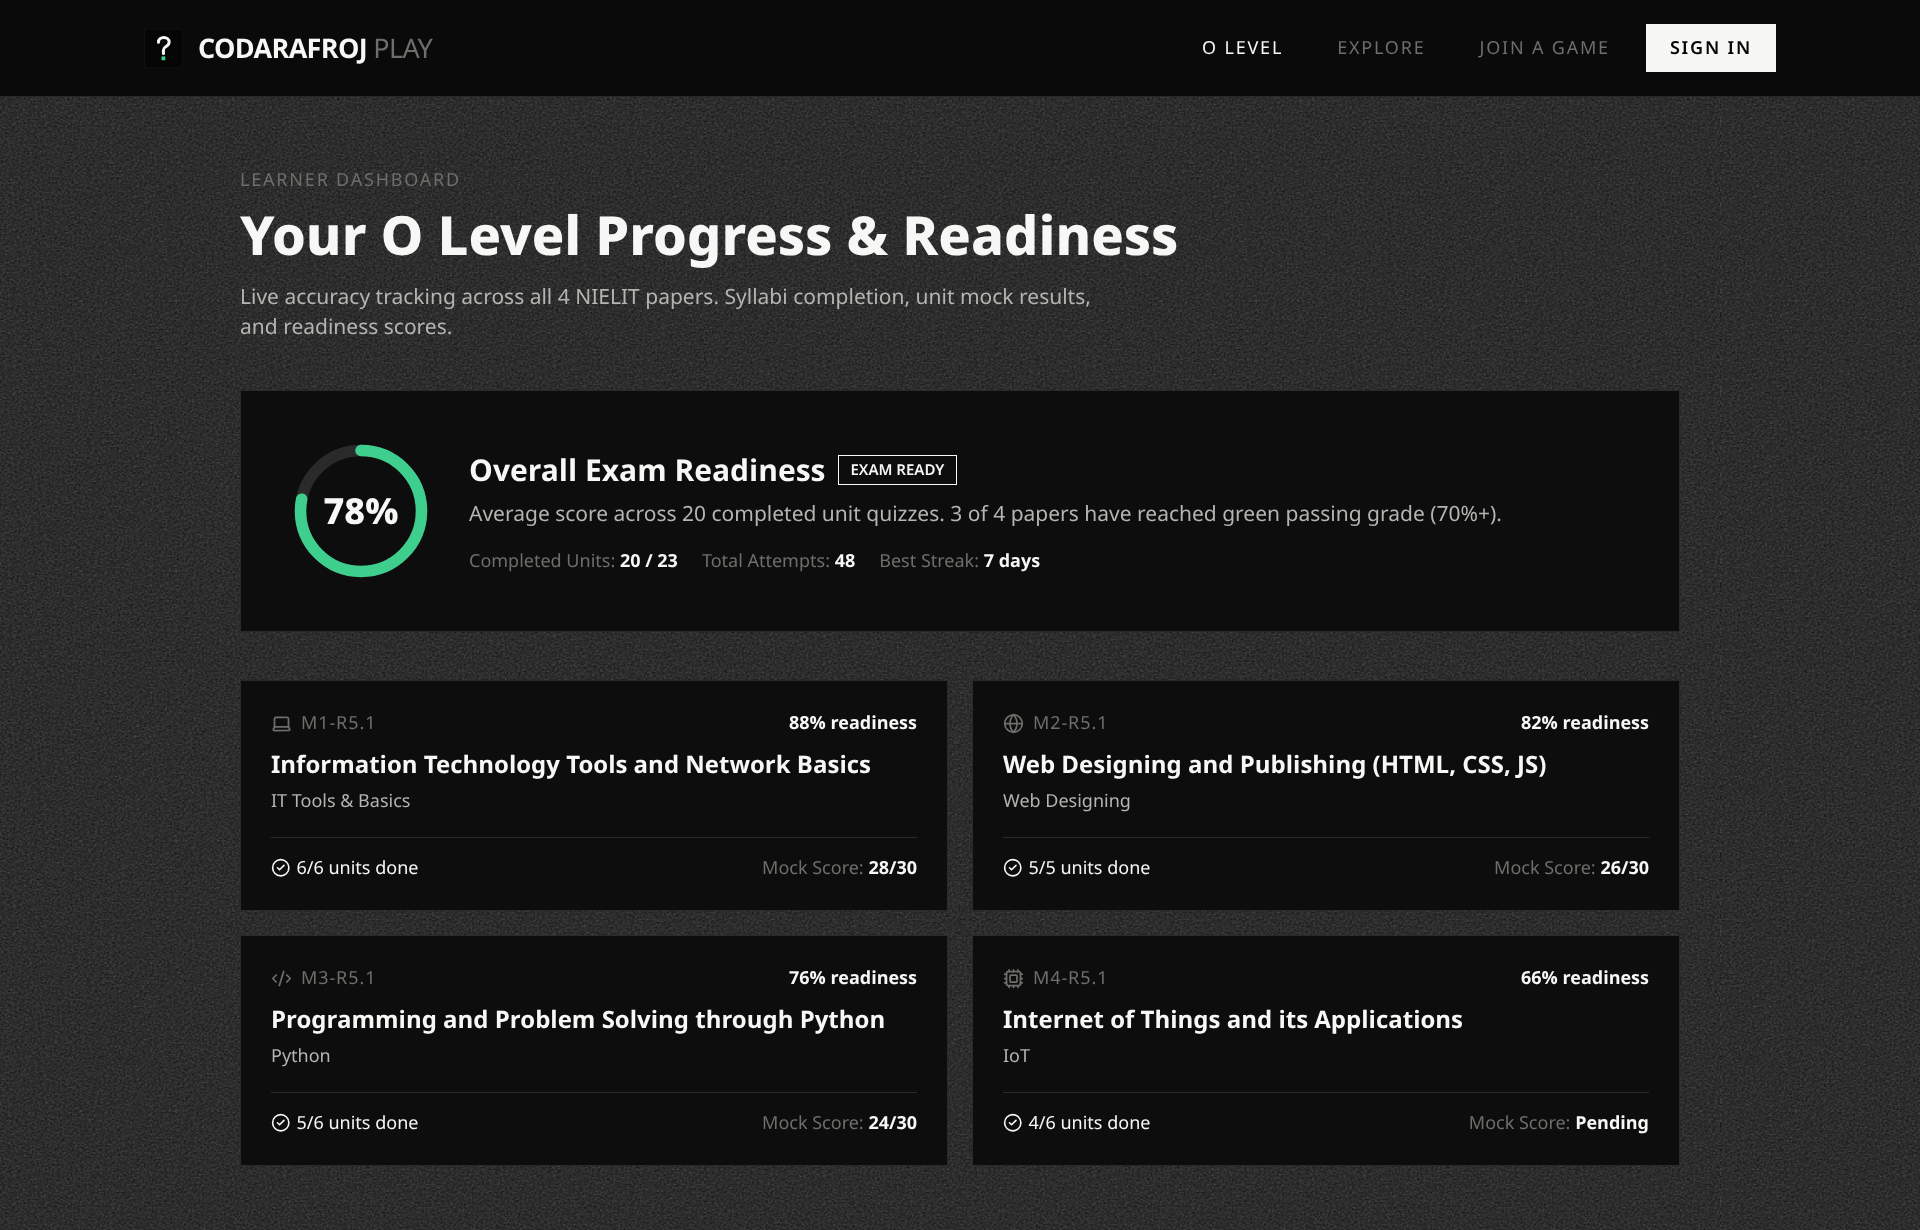 CODARAFROJ PLAY
O LEVEL
EXPLORE
JOIN A GAME
SIGN IN
LEARNER DASHBOARD
Your O Level Progress & Readiness
Live accuracy tracking across all 4 NIELIT papers. Syllabi completion, unit mock results,
and readiness scores.
78%
Overall Exam Readiness
EXAM READY
Average score across 20 completed unit quizzes. 3 of 4 papers have reached green passing grade (70%+).
Completed Units: 20 / 23
Total Attempts: 48
Best Streak: 7 days
M1-R5.1
88% readiness
Information Technology Tools and Network Basics
IT Tools & Basics
6/6 units done
Mock Score: 28/30
M2-R5.1
82% readiness
Web Designing and Publishing (HTML, CSS, JS)
Web Designing
5/5 units done
Mock Score: 26/30
M3-R5.1
76% readiness
Programming and Problem Solving through Python
Python
5/6 units done
Mock Score: 24/30
M4-R5.1
66% readiness
Internet of Things and its Applications
IoT
4/6 units done
Mock Score: Pending